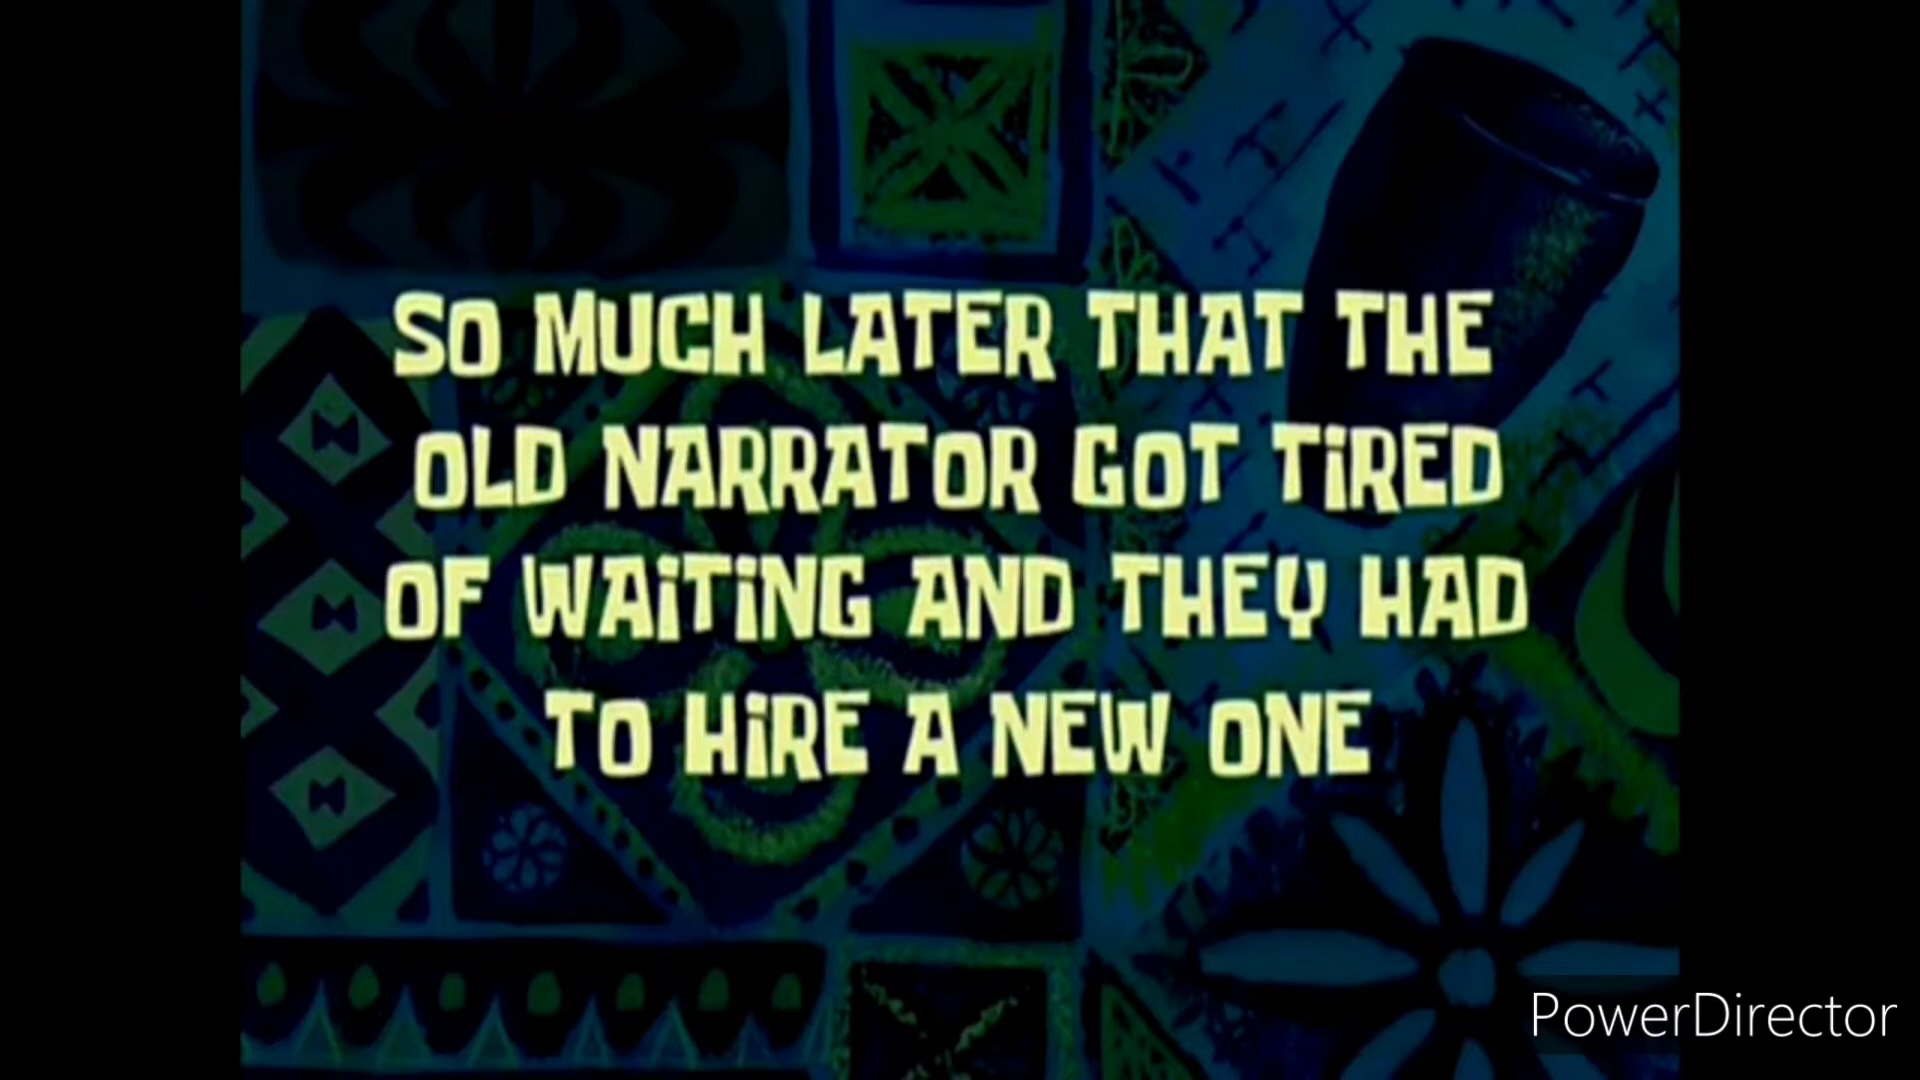 SO MUCH LATER THAT THE
OLD NARRATOR GOT TiRED
OF WAiTiNG AND THEY HAD
TO HiRE A NEW ONE
PowerDirector